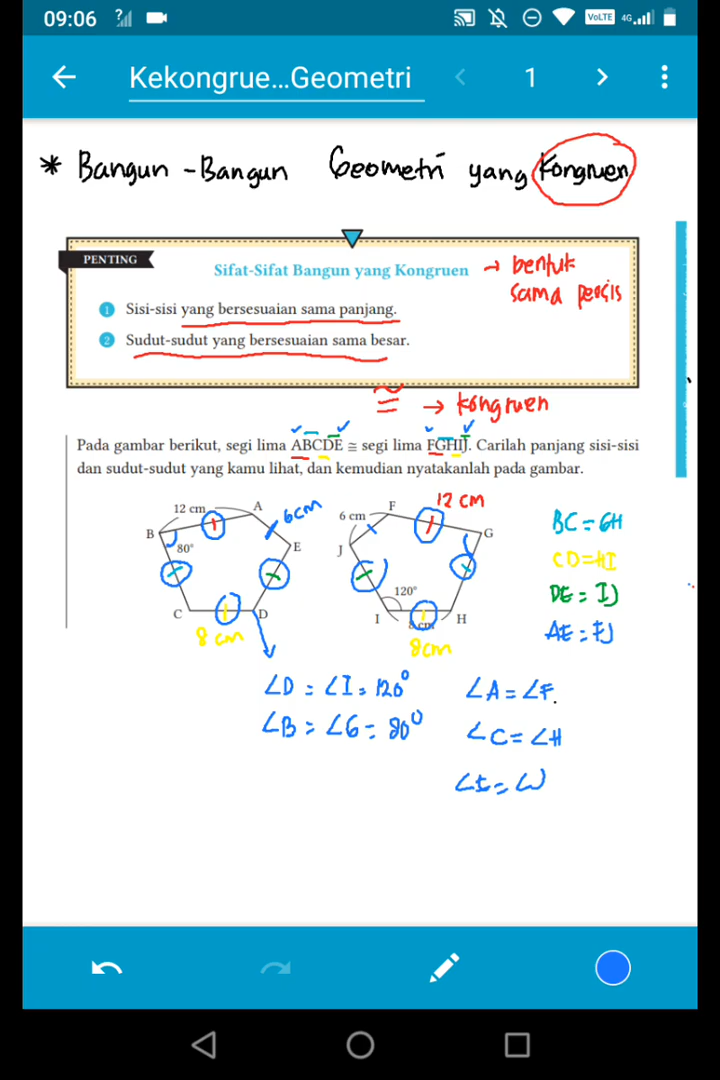 09:06
VoLTE 4G
Kekongrue...Geometri
1
* Bangun-Bangun Geometri yang Kongruen
PENTING
Sifat-Sifat Bangun yang Kongruen → bentuk sama persis
1 Sisi-sisi yang bersesuaian sama panjang.
2 Sudut-sudut yang bersesuaian sama besar.
≅ → kongruen
Pada gambar berikut, segi lima ABCDE ≅ segi lima FGHIJ. Carilah panjang sisi-sisi
dan sudut-sudut yang kamu lihat, dan kemudian nyatakanlah pada gambar.
12 cm A 6cm
B 80° E
C D
8 cm
6 cm F 12 cm
J G
120°
I 8 cm H
8cm
BC = GH
CD = HI
DE = IJ
AE = FJ
∠D = ∠I = 120°
∠B = ∠G = 80°
∠A = ∠F.
∠C = ∠H
∠E = ∠J